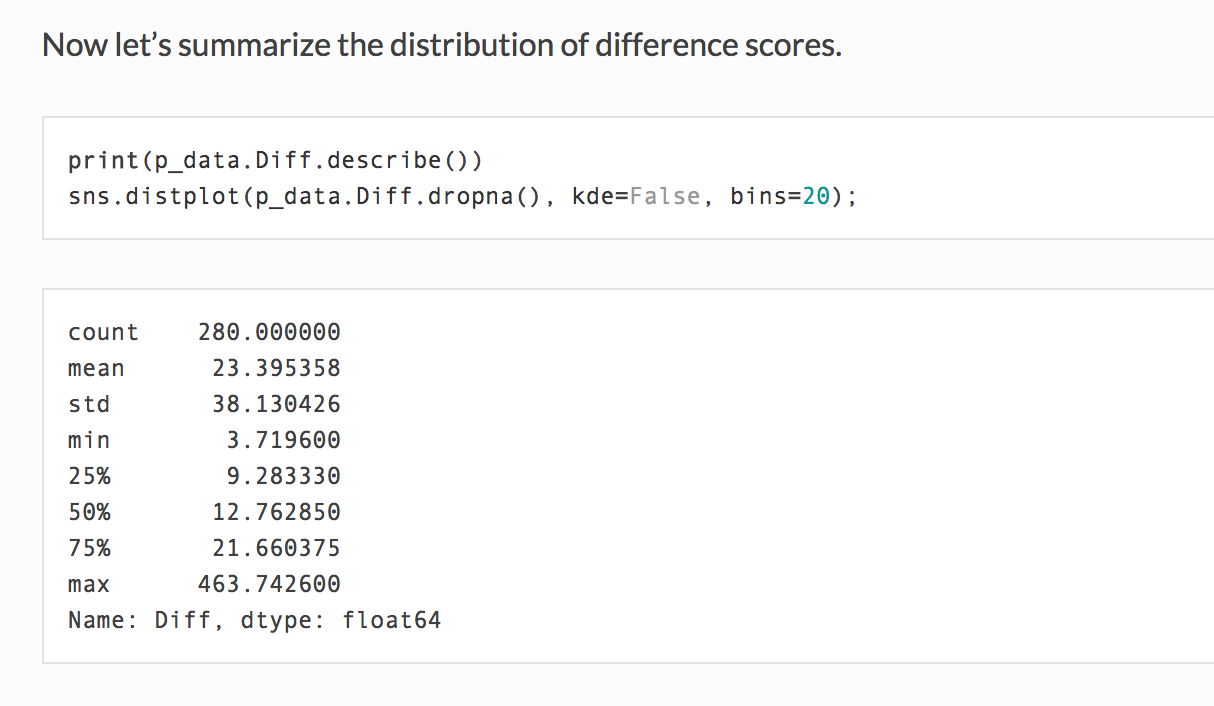 Now let’s summarize the distribution of difference scores.
print(p_data.Diff.describe())
sns.distplot(p_data.Diff.dropna(), kde=False, bins=20);
count    280.000000
mean      23.395358
std       38.130426
min        3.719600
25%        9.283330
50%       12.762850
75%       21.660375
max      463.742600
Name: Diff, dtype: float64